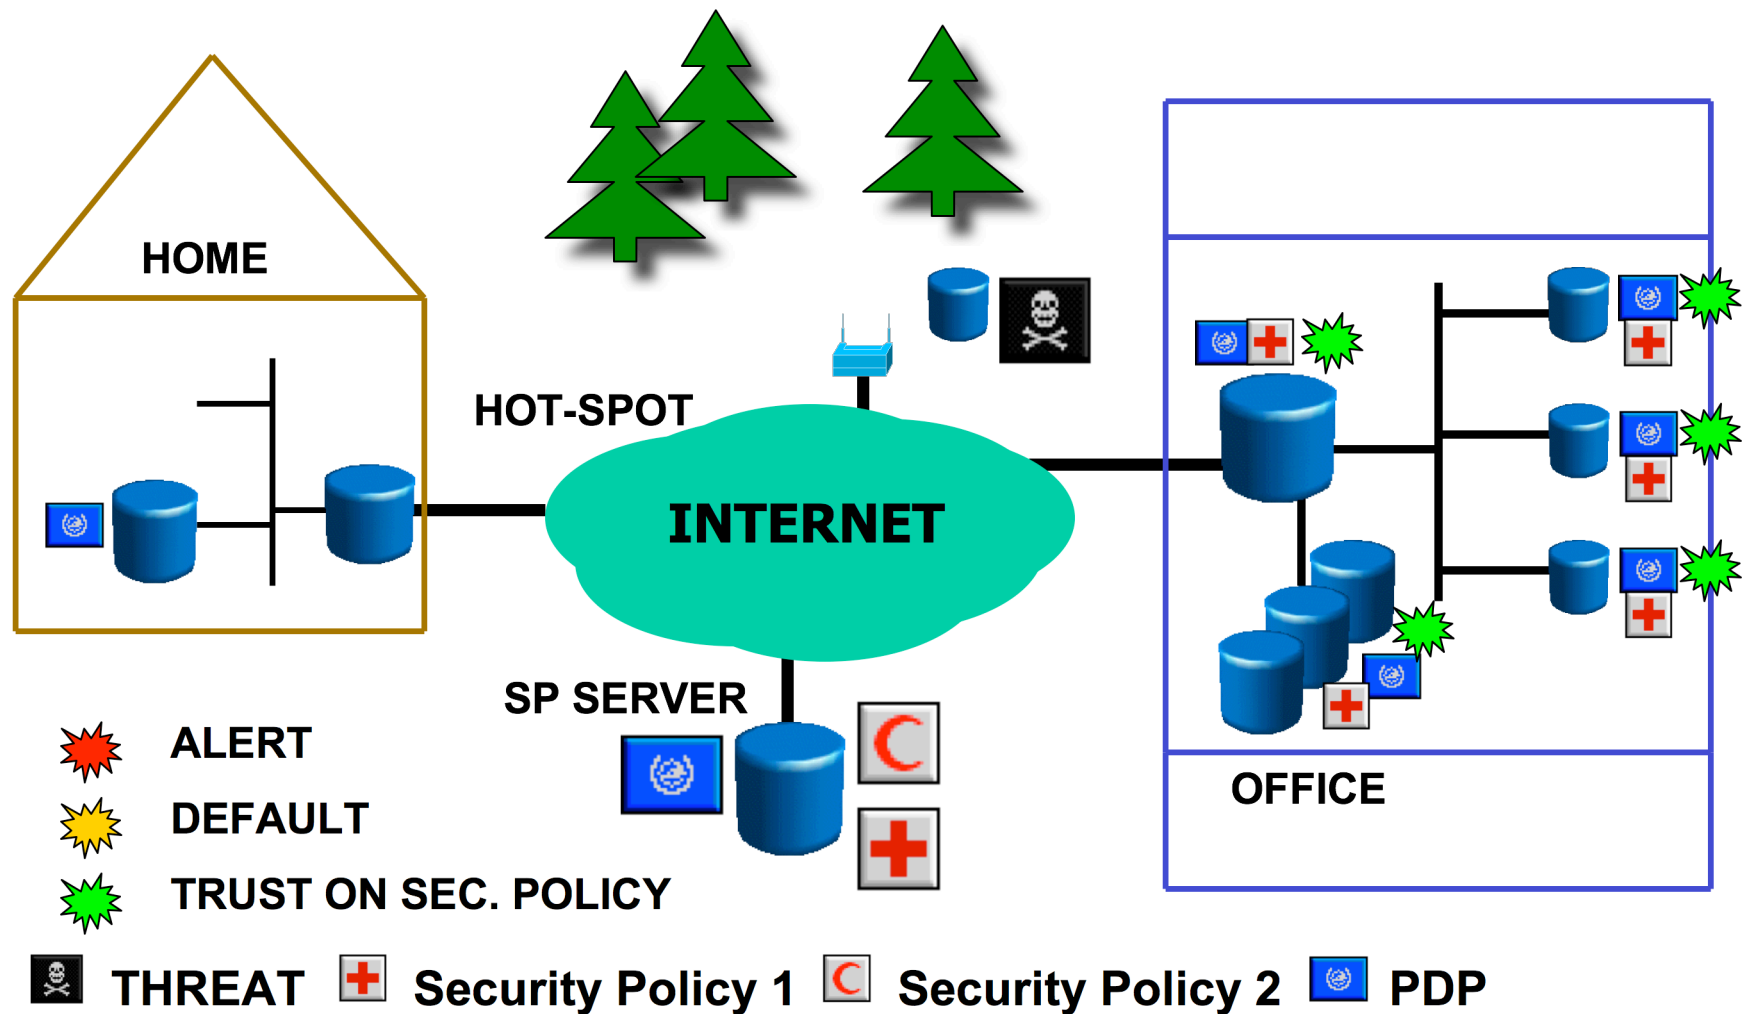 HOME
HOT-SPOT
INTERNET
SP SERVER
OFFICE
ALERT
DEFAULT
TRUST ON SEC. POLICY
THREAT
Security Policy 1
Security Policy 2
PDP